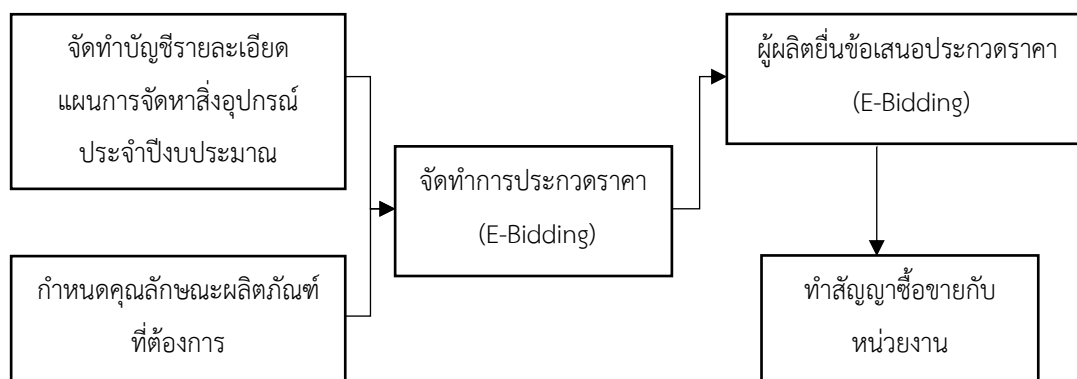 จัดทำบัญชีรายละเอียด
แผนการจัดหาสิ่งอุปกรณ์
ประจำปีงบประมาณ
กำหนดคุณลักษณะผลิตภัณฑ์
ที่ต้องการ
จัดทำการประกวดราคา
(E-Bidding)
ผู้ผลิตยื่นข้อเสนอประกวดราคา
(E-Bidding)
ทำสัญญาซื้อขายกับ
หน่วยงาน